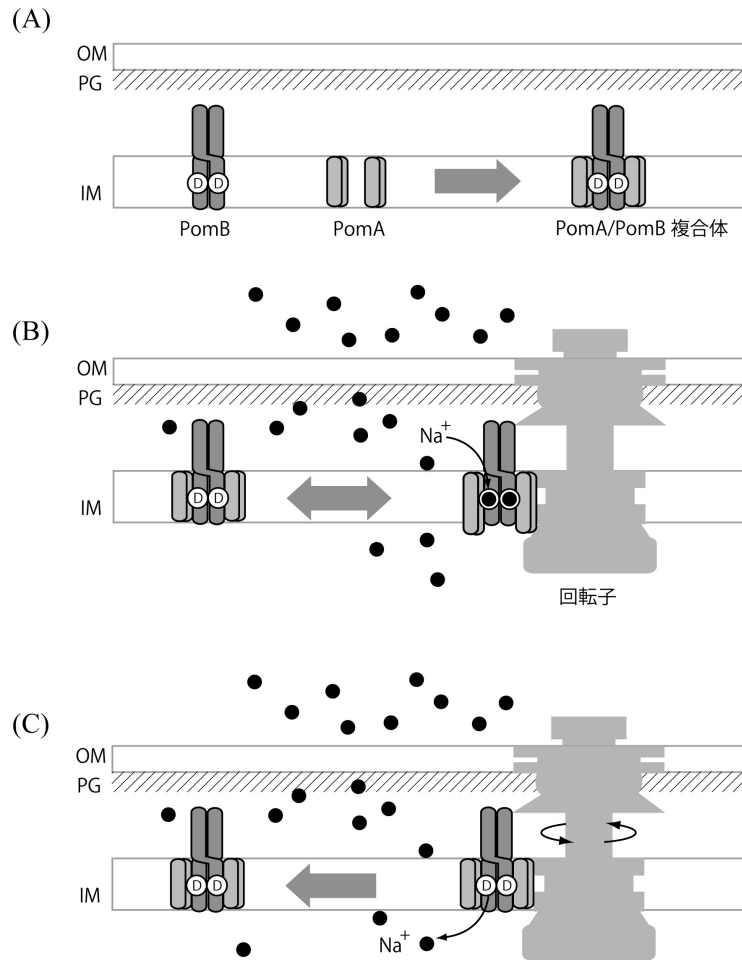 (A)
OM
PG
IM
D D
D D
PomB
PomA
PomA/PomB 複合体
(B)
OM
PG
Na+
IM
D D
回転子
(C)
OM
PG
IM
D D
D D
Na+